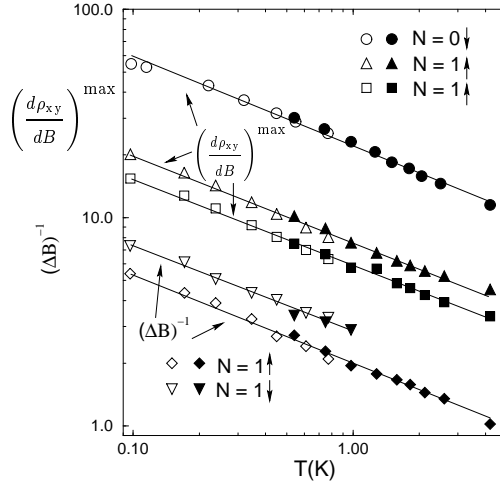 100.0
10.0
1.0
0.10
1.00
T(K)
(dρxy/dB)^max
(ΔB)^-1
○ ● N = 0↓
△ ▲ N = 1↑
□ ■ N = 1↑
(dρxy/dB)^max
(ΔB)^-1
◇ ◆ N = 1↑
▽ ▼ N = 1↓